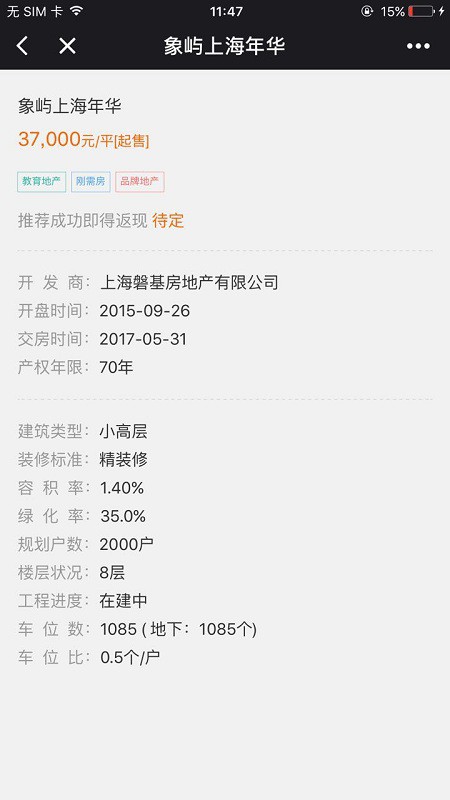 无 SIM 卡 11:47 15%
象屿上海年华
象屿上海年华
37,000元/平[起售]
教育地产 刚需房 品牌地产
推荐成功即得返现 待定
开 发 商：上海磐基房地产有限公司
开盘时间：2015-09-26
交房时间：2017-05-31
产权年限：70年
建筑类型：小高层
装修标准：精装修
容 积 率：1.40%
绿 化 率：35.0%
规划户数：2000户
楼层状况：8层
工程进度：在建中
车 位 数：1085 ( 地下：1085个)
车 位 比：0.5个/户